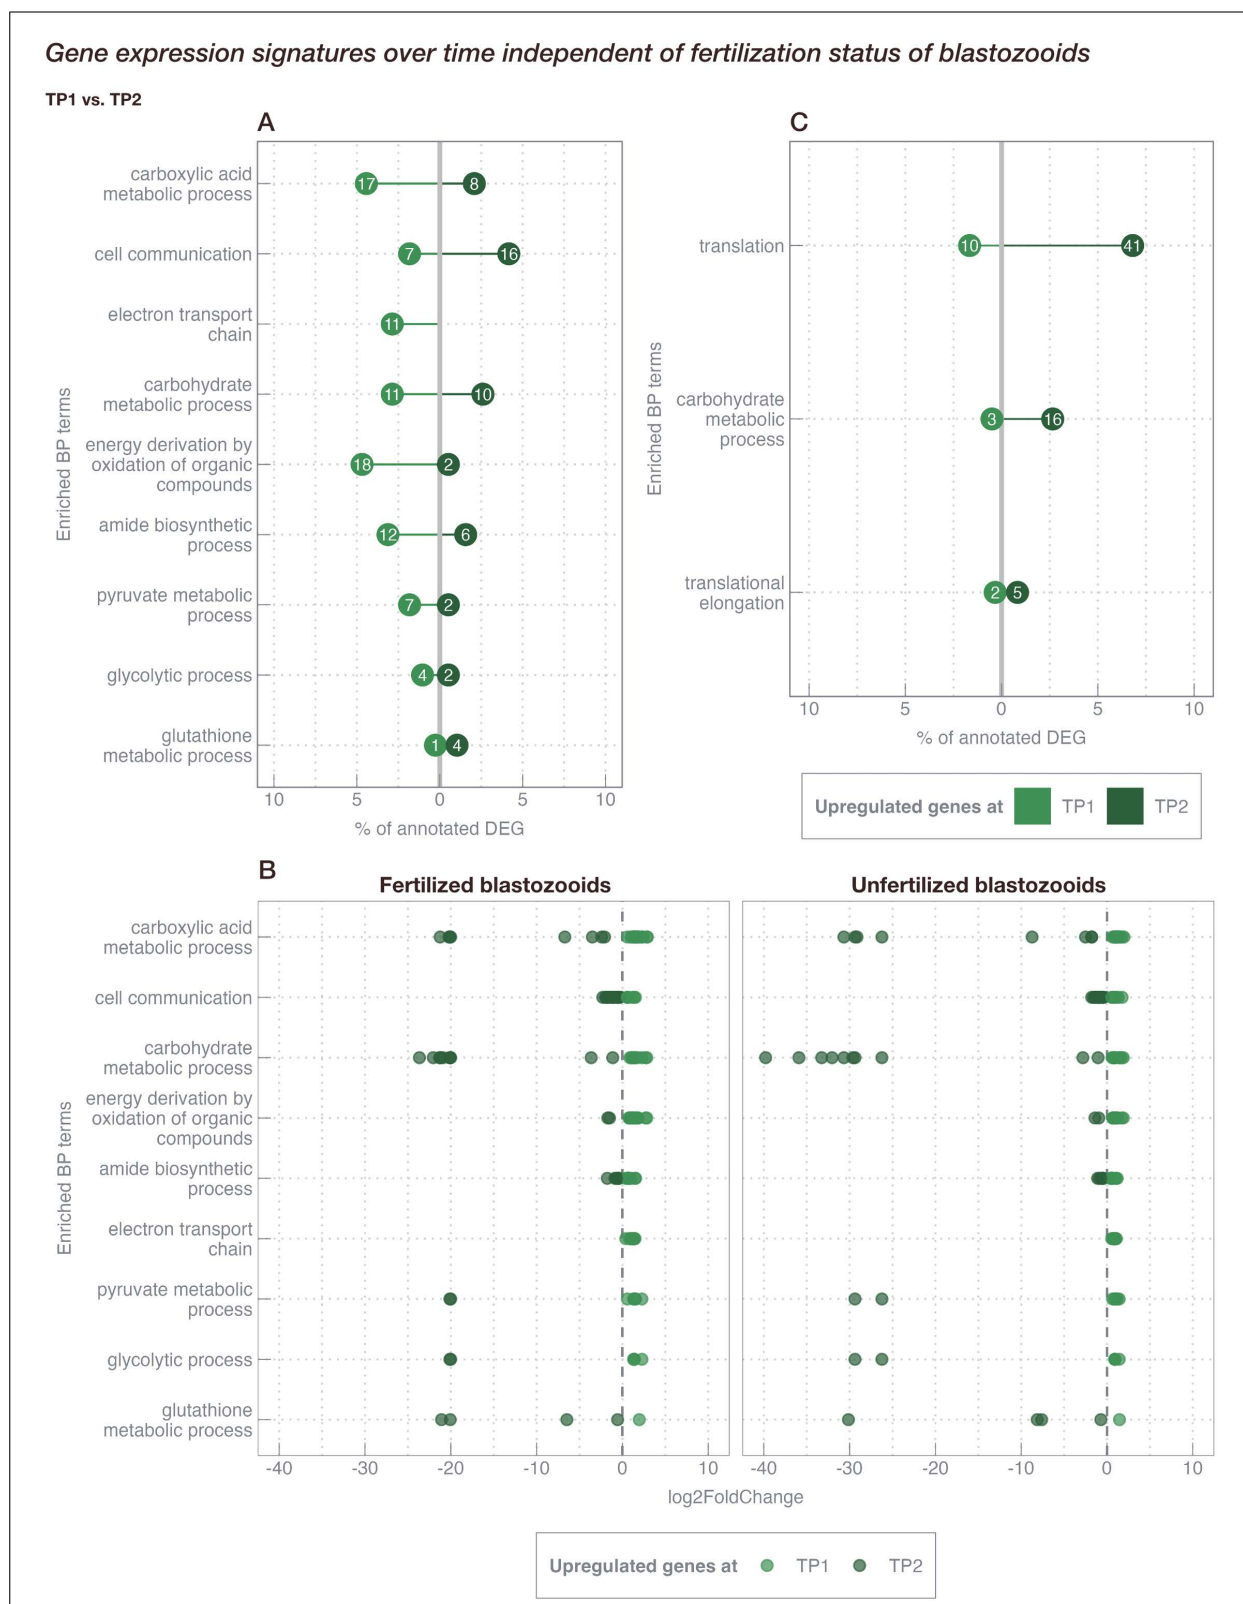 Gene expression signatures over time independent of fertilization status of blastozooids
TP1 vs. TP2
A
Enriched BP terms
carboxylic acid
metabolic process
17
8
cell communication
7
16
electron transport
chain
11
carbohydrate
metabolic process
11
10
energy derivation by
oxidation of organic
compounds
18
2
amide biosynthetic
process
12
6
pyruvate metabolic
process
7
2
glycolytic process
4
2
glutathione
metabolic process
1
4
10 5 0 5 10
% of annotated DEG
C
Enriched BP terms
translation
10
41
carbohydrate
metabolic
process
3
16
translational
elongation
2
5
10 5 0 5 10
% of annotated DEG
Upregulated genes at TP1 TP2
B
Fertilized blastozooids
Unfertilized blastozooids
Enriched BP terms
carboxylic acid
metabolic process
cell communication
carbohydrate
metabolic process
energy derivation by
oxidation of organic
compounds
amide biosynthetic
process
electron transport
chain
pyruvate metabolic
process
glycolytic process
glutathione
metabolic process
-40 -30 -20 -10 0 10
-40 -30 -20 -10 0 10
log2FoldChange
Upregulated genes at TP1 TP2